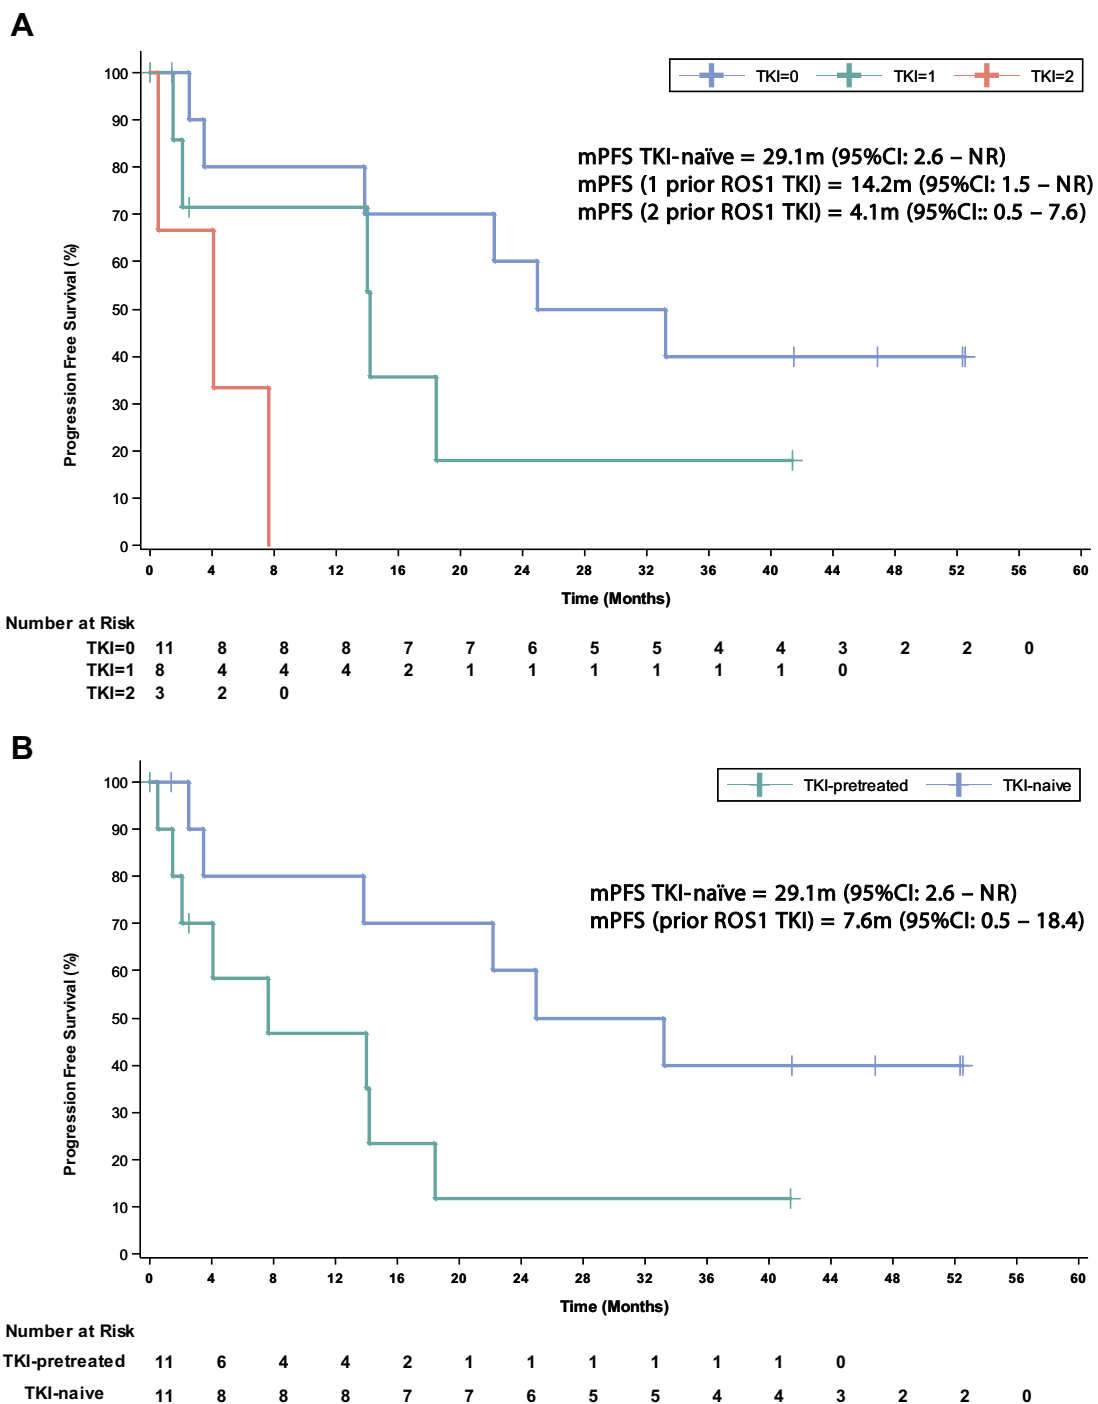 A
TKI=0 TKI=1 TKI=2
mPFS TKI-naïve = 29.1m (95%CI: 2.6 – NR)
mPFS (1 prior ROS1 TKI) = 14.2m (95%CI: 1.5 – NR)
mPFS (2 prior ROS1 TKI) = 4.1m (95%CI:: 0.5 – 7.6)
Progression Free Survival (%)
100
90
80
70
60
50
40
30
20
10
0
0 4 8 12 16 20 24 28 32 36 40 44 48 52 56 60
Time (Months)
Number at Risk
TKI=0 11 8 8 8 7 7 6 5 5 4 4 3 2 2 0
TKI=1 8 4 4 4 2 1 1 1 1 1 1 0
TKI=2 3 2 0
B
TKI-pretreated TKI-naive
mPFS TKI-naïve = 29.1m (95%CI: 2.6 – NR)
mPFS (prior ROS1 TKI) = 7.6m (95%CI: 0.5 – 18.4)
Progression Free Survival (%)
100
90
80
70
60
50
40
30
20
10
0
0 4 8 12 16 20 24 28 32 36 40 44 48 52 56 60
Time (Months)
Number at Risk
TKI-pretreated 11 6 4 4 2 1 1 1 1 1 1 0
TKI-naive 11 8 8 8 7 7 6 5 5 4 4 3 2 2 0